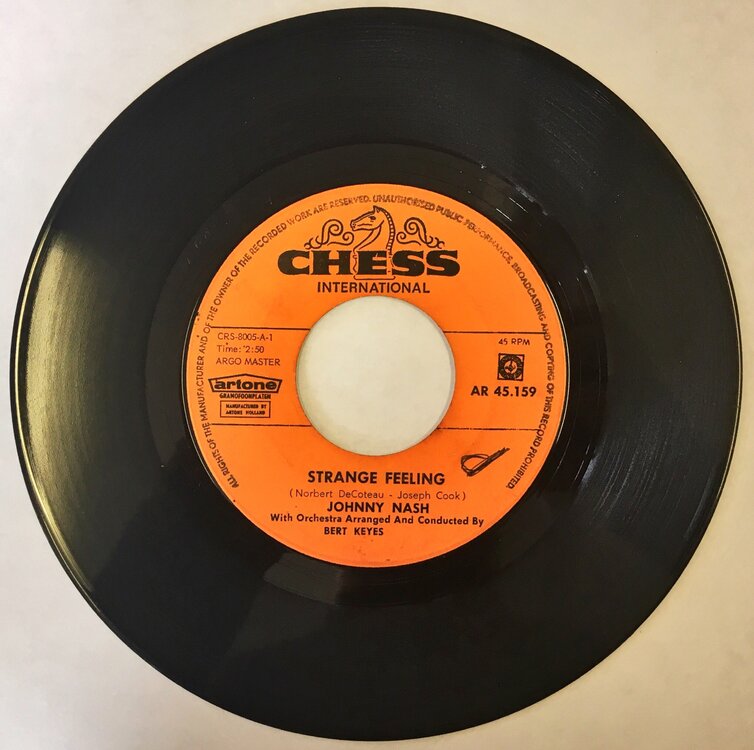 ALL RIGHTS OF THE MANUFACTURER AND OF THE OWNER OF THE RECORDED WORK ARE RESERVED. UNAUTHORISED PUBLIC PERFORMANCE, BROADCASTING AND COPYING OF THIS RECORD PROHIBITED.
CHESS
INTERNATIONAL
CRS-8005-A-1
Time: 2:50
ARGO MASTER
45 RPM
artone
GRAMOFOONPLATEN
MANUFACTURED BY
ARTONE HOLLAND
AR 45.159
STRANGE FEELING
(Norbert DeCoteau - Joseph Cook)
JOHNNY NASH
With Orchestra Arranged And Conducted By
BERT KEYES